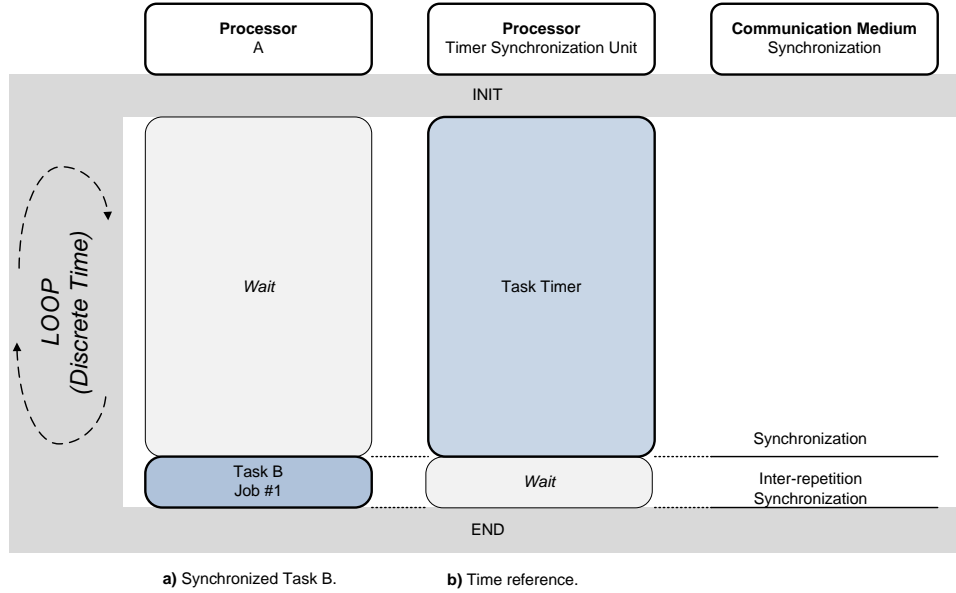 Processor
A
Processor
Timer Synchronization Unit
Communication Medium
Synchronization
INIT
LOOP
(Discrete Time)
Wait
Task Timer
Synchronization
Task B
Job #1
Wait
Inter-repetition
Synchronization
END
a) Synchronized Task B.
b) Time reference.